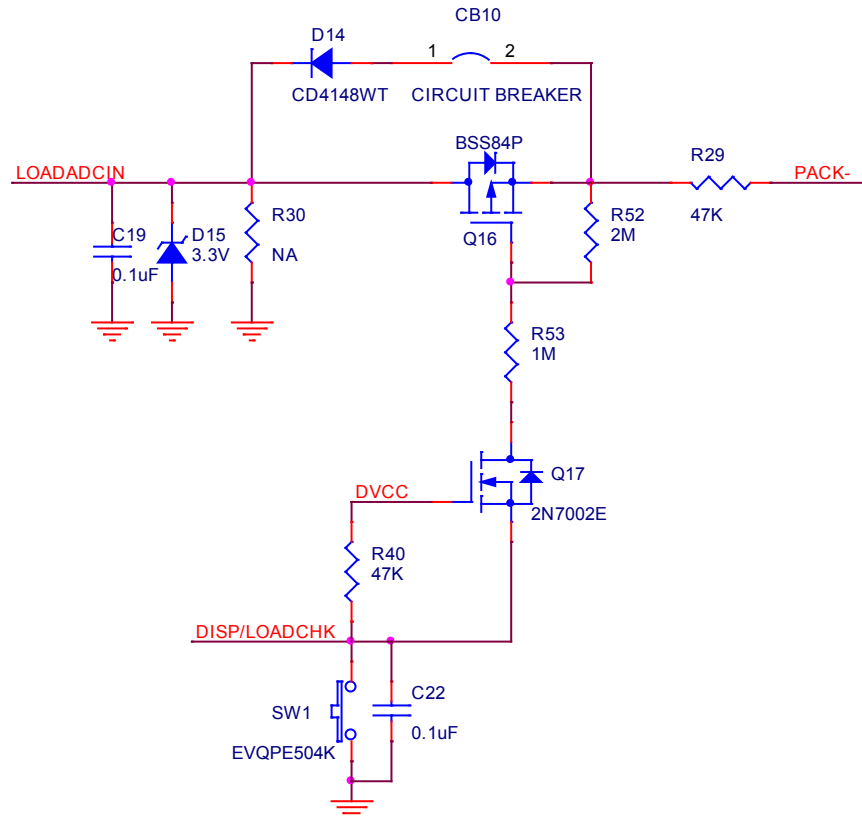 CB10
D14
1 2
CD4148WT CIRCUIT BREAKER
BSS84P
LOADADCIN R29 PACK-
R30 R52
C19 D15 2M 47K
3.3V NA Q16
0.1uF
R53
1M
Q17
DVCC
2N7002E
R40
47K
DISP/LOADCHK
C22
SW1
0.1uF
EVQPE504K